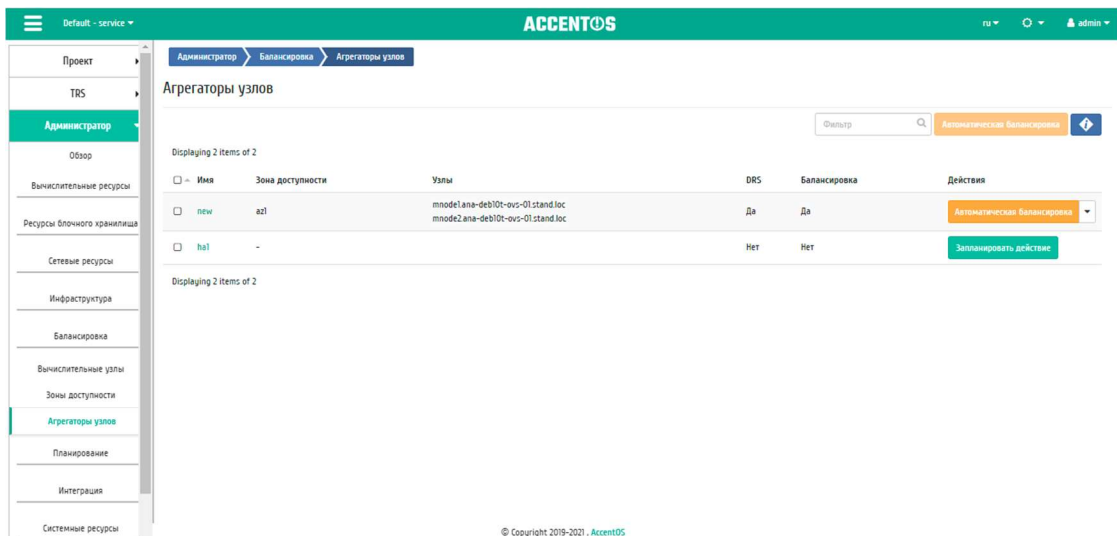 Default - service
ACCENTOS
ru
admin
Проект
TRS
Администратор
Обзор
Вычислительные ресурсы
Ресурсы блочного хранилища
Сетевые ресурсы
Инфраструктура
Балансировка
Вычислительные узлы
Зоны доступности
Агрегаторы узлов
Планирование
Интеграция
Системные ресурсы
Администратор Балансировка Агрегаторы узлов
Агрегаторы узлов
Фильтр Автоматическая балансировка
Displaying 2 items of 2
Имя Зона доступности Узлы DRS Балансировка Действия
new az1 mnode1.ana-deb10t-ovs-01.stand.loc Да Да Автоматическая балансировка
mnode2.ana-deb10t-ovs-01.stand.loc
ha1 - Нет Нет Запланировать действие
Displaying 2 items of 2
© Copyright 2019-2021 , AccentOS